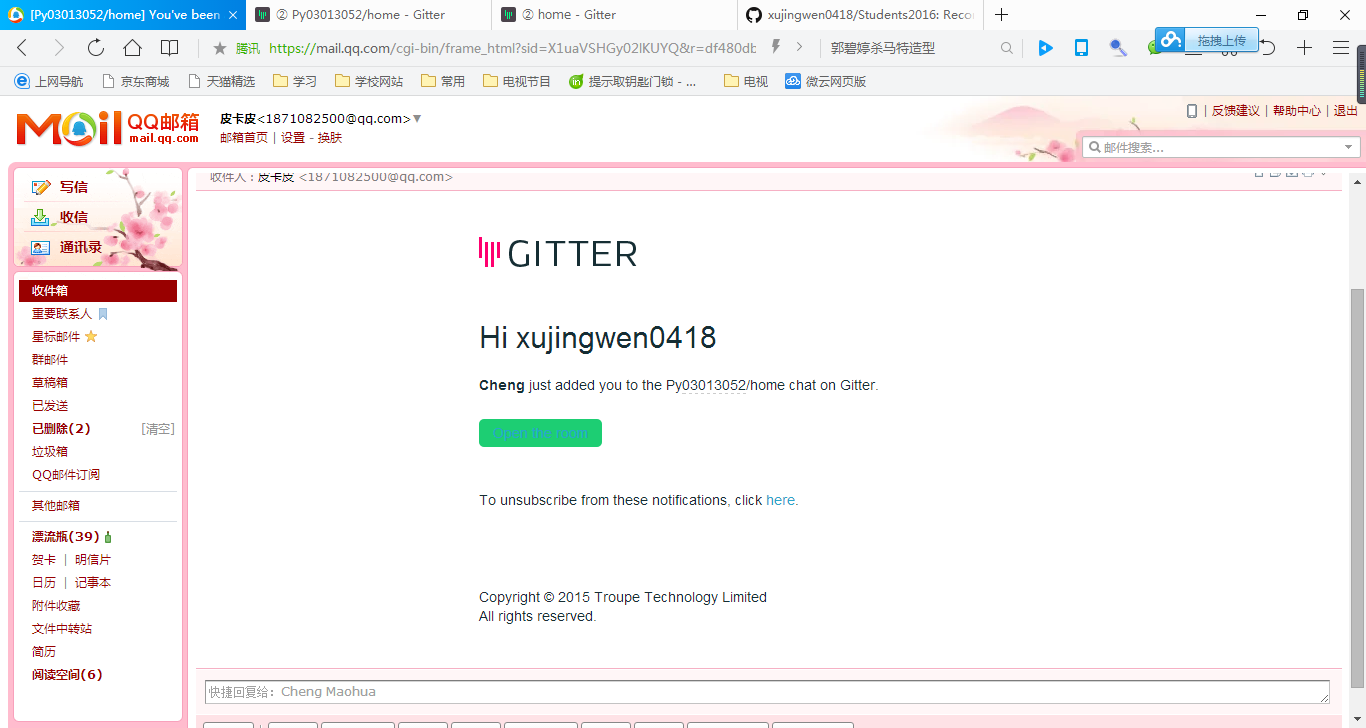 [Py03013052/home] You've been
② Py03013052/home - Gitter
② home - Gitter
xujingwen0418/Students2016: Reco
腾讯 https://mail.qq.com/cgi-bin/frame_html?sid=X1uaVSHGy02lKUYQ&r=df480db
郭碧婷杀马特造型
拖拽上传
上网导航 京东商城 天猫精选 学习 学校网站 常用 电视节目 提示取钥匙门锁 - ... 电视 微云网页版
Mail QQ邮箱
mail.qq.com
皮卡皮<1871082500@qq.com>
邮箱首页 | 设置 - 换肤
| 反馈建议 | 帮助中心 | 退出
邮件搜索...
写信
收信
通讯录
收件箱
重要联系人
星标邮件
群邮件
草稿箱
已发送
已删除(2) [清空]
垃圾箱
QQ邮件订阅
其他邮箱
漂流瓶(39)
贺卡 | 明信片
日历 | 记事本
附件收藏
文件中转站
简历
阅读空间(6)
收件人：皮卡皮 <1871082500@qq.com>
GITTER
Hi xujingwen0418
Cheng just added you to the Py03013052/home chat on Gitter.
Open the room
To unsubscribe from these notifications, click here.
Copyright © 2015 Troupe Technology Limited
All rights reserved.
快捷回复给：Cheng Maohua